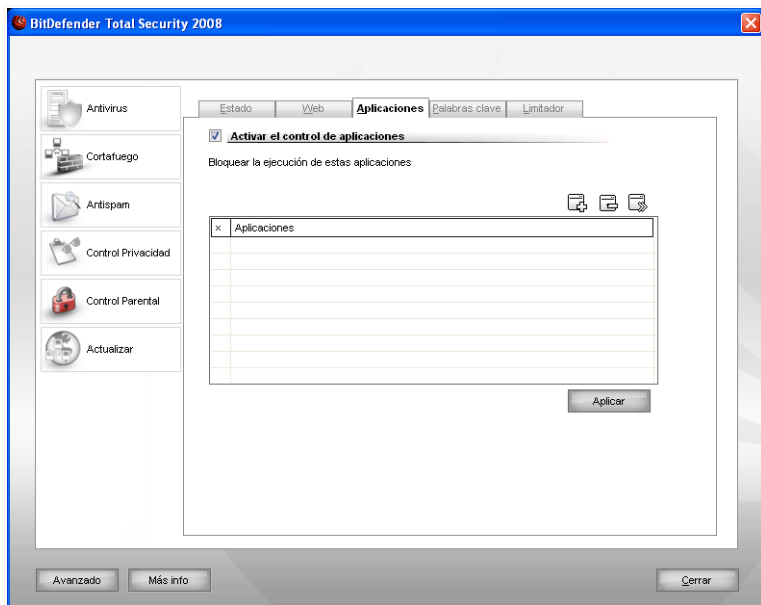 BitDefender Total Security 2008
Antivirus
Cortafuego
Antispam
Control Privacidad
Control Parental
Actualizar
Estado Web Aplicaciones Palabras clave Limitador
Activar el control de aplicaciones
Bloquear la ejecución de estas aplicaciones
× Aplicaciones
Aplicar
Avanzado Más info Cerrar